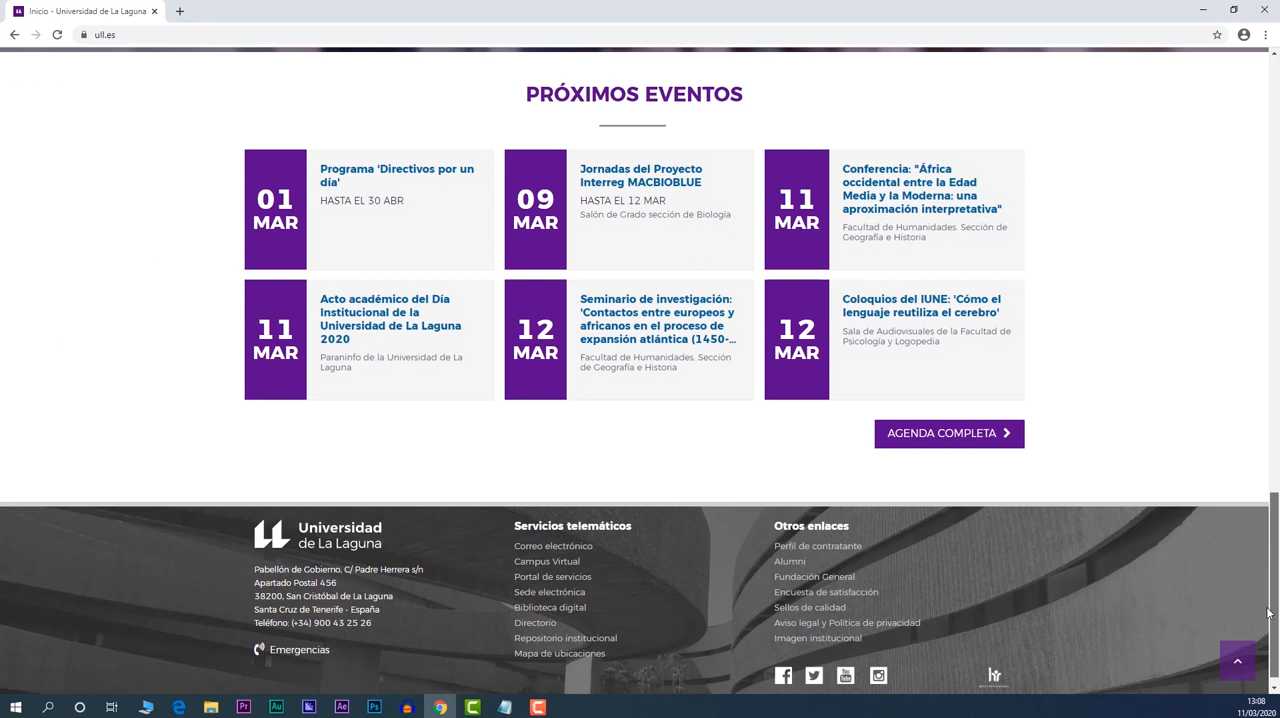 Inicio - Universidad de La Laguna
ull.es
PRÓXIMOS EVENTOS
01
MAR
Programa 'Directivos por un
día'
HASTA EL 30 ABR
09
MAR
Jornadas del Proyecto
Interreg MACBIOBLUE
HASTA EL 12 MAR
Salón de Grado sección de Biología
11
MAR
Conferencia: "África
occidental entre la Edad
Media y la Moderna: una
aproximación interpretativa"
Facultad de Humanidades. Sección de
Geografía e Historia
11
MAR
Acto académico del Día
Institucional de la
Universidad de La Laguna
2020
Paraninfo de la Universidad de La
Laguna
12
MAR
Seminario de investigación:
'Contactos entre europeos y
africanos en el proceso de
expansión atlántica (1450-...
Facultad de Humanidades. Sección
de Geografía e Historia
12
MAR
Coloquios del IUNE: 'Cómo el
lenguaje reutiliza el cerebro'
Sala de Audiovisuales de la Facultad de
Psicología y Logopedia
AGENDA COMPLETA
Universidad
de La Laguna
Pabellón de Gobierno, C/ Padre Herrera s/n
Apartado Postal 456
38200, San Cristóbal de La Laguna
Santa Cruz de Tenerife - España
Teléfono: (+34) 900 43 25 26
Emergencias
Servicios telemáticos
Correo electrónico
Campus Virtual
Portal de servicios
Sede electrónica
Biblioteca digital
Directorio
Repositorio institucional
Mapa de ubicaciones
Otros enlaces
Perfil de contratante
Alumni
Fundación General
Encuesta de satisfacción
Sellos de calidad
Aviso legal y Política de privacidad
Imagen institucional
You
Tube
hr
Pr
Au
Ae
Ps
13:08
11/03/2020